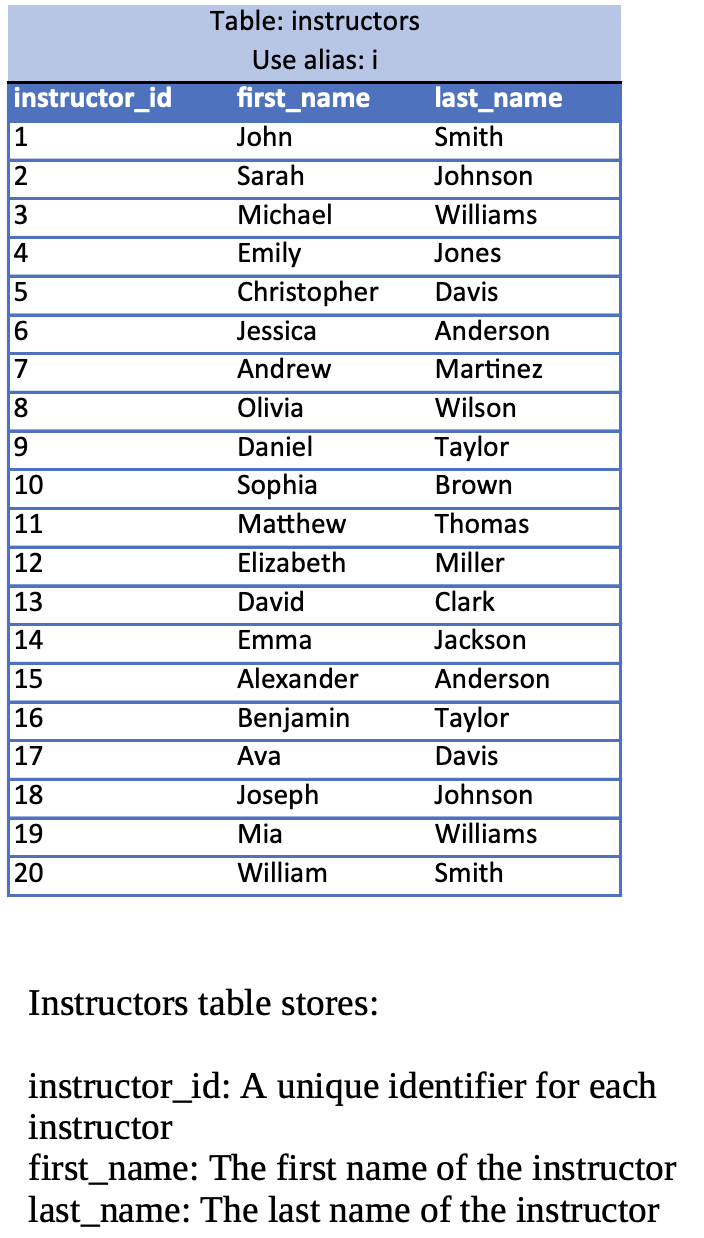 Table: instructors
Use alias: i
instructor_id first_name last_name
1 John Smith
2 Sarah Johnson
3 Michael Williams
4 Emily Jones
5 Christopher Davis
6 Jessica Anderson
7 Andrew Martinez
8 Olivia Wilson
9 Daniel Taylor
10 Sophia Brown
11 Matthew Thomas
12 Elizabeth Miller
13 David Clark
14 Emma Jackson
15 Alexander Anderson
16 Benjamin Taylor
17 Ava Davis
18 Joseph Johnson
19 Mia Williams
20 William Smith
Instructors table stores:
instructor_id: A unique identifier for each
instructor
first_name: The first name of the instructor
last_name: The last name of the instructor